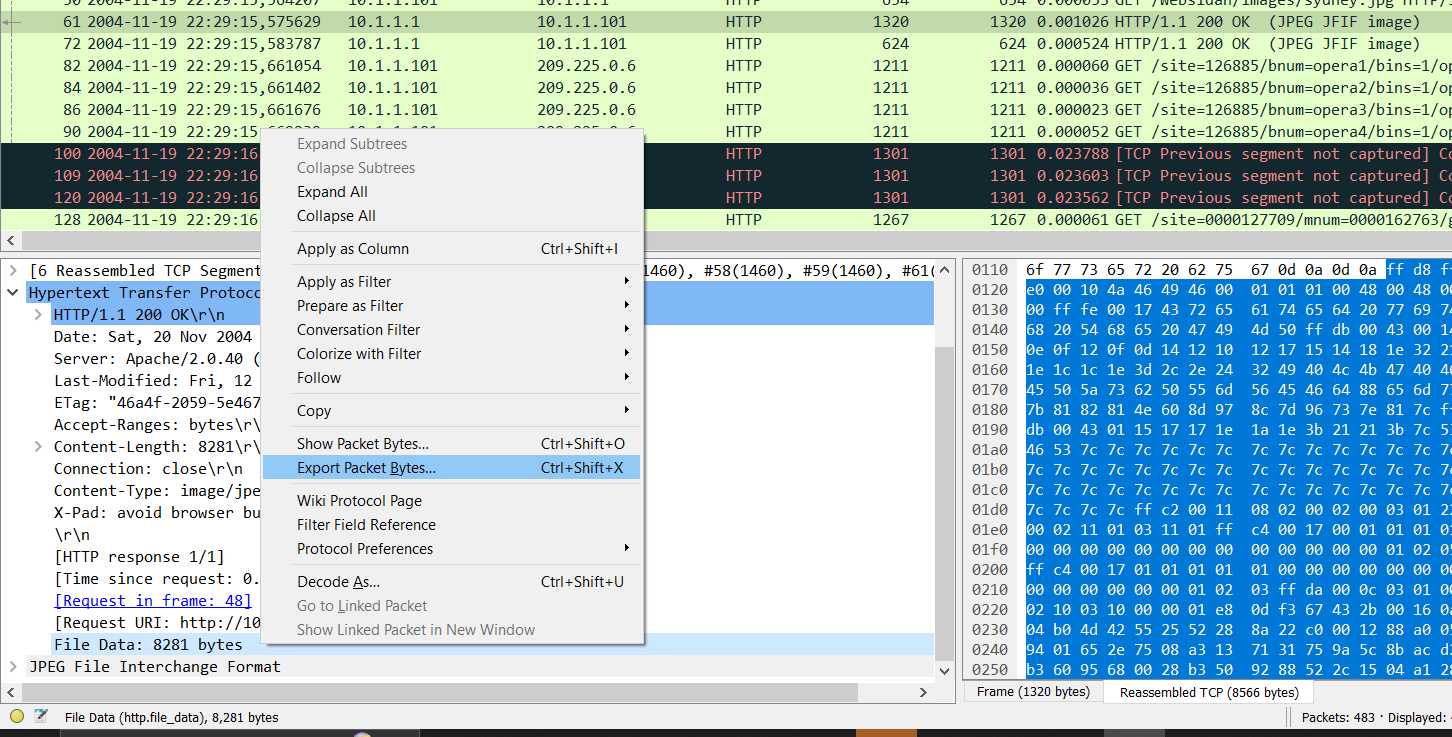 50 2004-11-19 22:29:15,564207 10.1.1.101 10.1.1.1 HTTP 654 654 GET /Websidan/images/sydney.jpg HTTP/1
61 2004-11-19 22:29:15,575629 10.1.1.1 10.1.1.101 HTTP 1320 1320 0.001026 HTTP/1.1 200 OK (JPEG JFIF image)
72 2004-11-19 22:29:15,583787 10.1.1.1 10.1.1.101 HTTP 624 624 0.000524 HTTP/1.1 200 OK (JPEG JFIF image)
82 2004-11-19 22:29:15,661054 10.1.1.101 209.225.0.6 HTTP 1211 1211 0.000060 GET /site=126885/bnum=opera1/bins=1/op
84 2004-11-19 22:29:15,661402 10.1.1.101 209.225.0.6 HTTP 1211 1211 0.000036 GET /site=126885/bnum=opera2/bins=1/op
86 2004-11-19 22:29:15,661676 10.1.1.101 209.225.0.6 HTTP 1211 1211 0.000023 GET /site=126885/bnum=opera3/bins=1/op
90 2004-11-19 22:29:15 10.1.1.101 209.225.0.6 HTTP 1211 1211 0.000052 GET /site=126885/bnum=opera4/bins=1/op
100 2004-11-19 22:29:16 HTTP 1301 1301 0.023788 [TCP Previous segment not captured] Co
109 2004-11-19 22:29:16 HTTP 1301 1301 0.023603 [TCP Previous segment not captured] Co
120 2004-11-19 22:29:16 HTTP 1301 1301 0.023562 [TCP Previous segment not captured] Co
128 2004-11-19 22:29:16 HTTP 1267 1267 0.000061 GET /site=0000127709/mnum=0000162763/g
Expand Subtrees
Collapse Subtrees
Expand All
Collapse All
Apply as Column Ctrl+Shift+I
Apply as Filter
Prepare as Filter
Conversation Filter
Colorize with Filter
Follow
Copy
Show Packet Bytes... Ctrl+Shift+O
Export Packet Bytes... Ctrl+Shift+X
Wiki Protocol Page
Filter Field Reference
Protocol Preferences
Decode As... Ctrl+Shift+U
Go to Linked Packet
Show Linked Packet in New Window
[6 Reassembled TCP Segment 1460), #58(1460), #59(1460), #61(
Hypertext Transfer Protoco
HTTP/1.1 200 OK\r\n
Date: Sat, 20 Nov 2004
Server: Apache/2.0.40 (
Last-Modified: Fri, 12
ETag: "46a4f-2059-5e467
Accept-Ranges: bytes\r\
Content-Length: 8281\r\
Connection: close\r\n
Content-Type: image/jpe
X-Pad: avoid browser bu
\r\n
[HTTP response 1/1]
[Time since request: 0.
[Request in frame: 48]
[Request URI: http://10
File Data: 8281 bytes
JPEG File Interchange Format
0110 6f 77 73 65 72 20 62 75 67 0d 0a 0d 0a ff d8 ff
0120 e0 00 10 4a 46 49 46 00 01 01 01 00 48 00 48 00
0130 00 ff fe 00 17 43 72 65 61 74 65 64 20 77 69 74
0140 68 20 54 68 65 20 47 49 4d 50 ff db 00 43 00 14
0150 0e 0f 12 0f 0d 14 12 10 12 17 15 14 18 1e 32 21
0160 1e 1c 1c 1e 3d 2c 2e 24 32 49 40 4c 4b 47 40 46
0170 45 50 5a 73 62 50 55 6d 56 45 46 64 88 65 6d 77
0180 7b 81 82 81 4e 60 8d 97 8c 7d 96 73 7e 81 7c ff
0190 db 00 43 01 15 17 17 1e 1a 1e 3b 21 21 3b 7c 53
01a0 46 53 7c 7c 7c 7c 7c 7c 7c 7c 7c 7c 7c 7c 7c 7c
01b0 7c 7c 7c 7c 7c 7c 7c 7c 7c 7c 7c 7c 7c 7c 7c 7c
01c0 7c 7c 7c 7c 7c 7c 7c 7c 7c 7c 7c 7c 7c 7c 7c 7c
01d0 7c 7c 7c 7c ff c2 00 11 08 02 00 02 00 03 01 22
01e0 00 02 11 01 03 11 01 ff c4 00 17 00 01 01 01 01
01f0 00 00 00 00 00 00 00 00 00 00 00 00 00 01 02 03
0200 ff c4 00 17 01 01 01 01 01 00 00 00 00 00 00 00
0210 00 00 00 00 00 00 01 02 03 ff da 00 0c 03 01 00
0220 02 10 03 10 00 00 01 e8 0d f3 67 43 2b 00 16 0a
0230 04 b0 4d 42 55 25 52 28 8a 22 c0 00 12 88 a0 05
0240 94 01 65 2e 75 08 a3 13 71 31 75 9a 5c 8b ac d2
0250 b3 60 95 68 00 28 b3 50 92 88 52 2c 15 04 a1 28
Frame (1320 bytes) Reassembled TCP (8566 bytes)
File Data (http.file_data), 8,281 bytes Packets: 483 · Displayed: